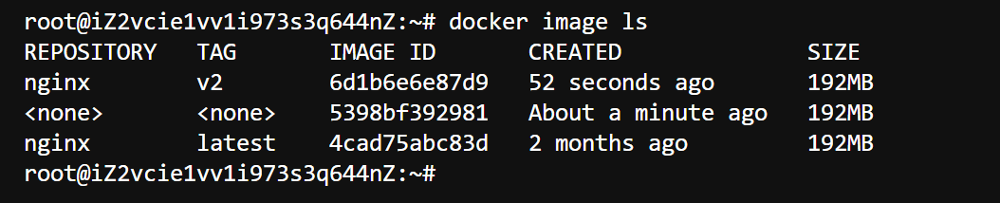 root@iZ2vcie1vv1i973s3q644nZ:~# docker image ls
REPOSITORY   TAG       IMAGE ID       CREATED              SIZE
nginx        v2        6d1b6e6e87d9   52 seconds ago       192MB
<none>       <none>    5398bf392981   About a minute ago   192MB
nginx        latest    4cad75abc83d   2 months ago         192MB
root@iZ2vcie1vv1i973s3q644nZ:~#